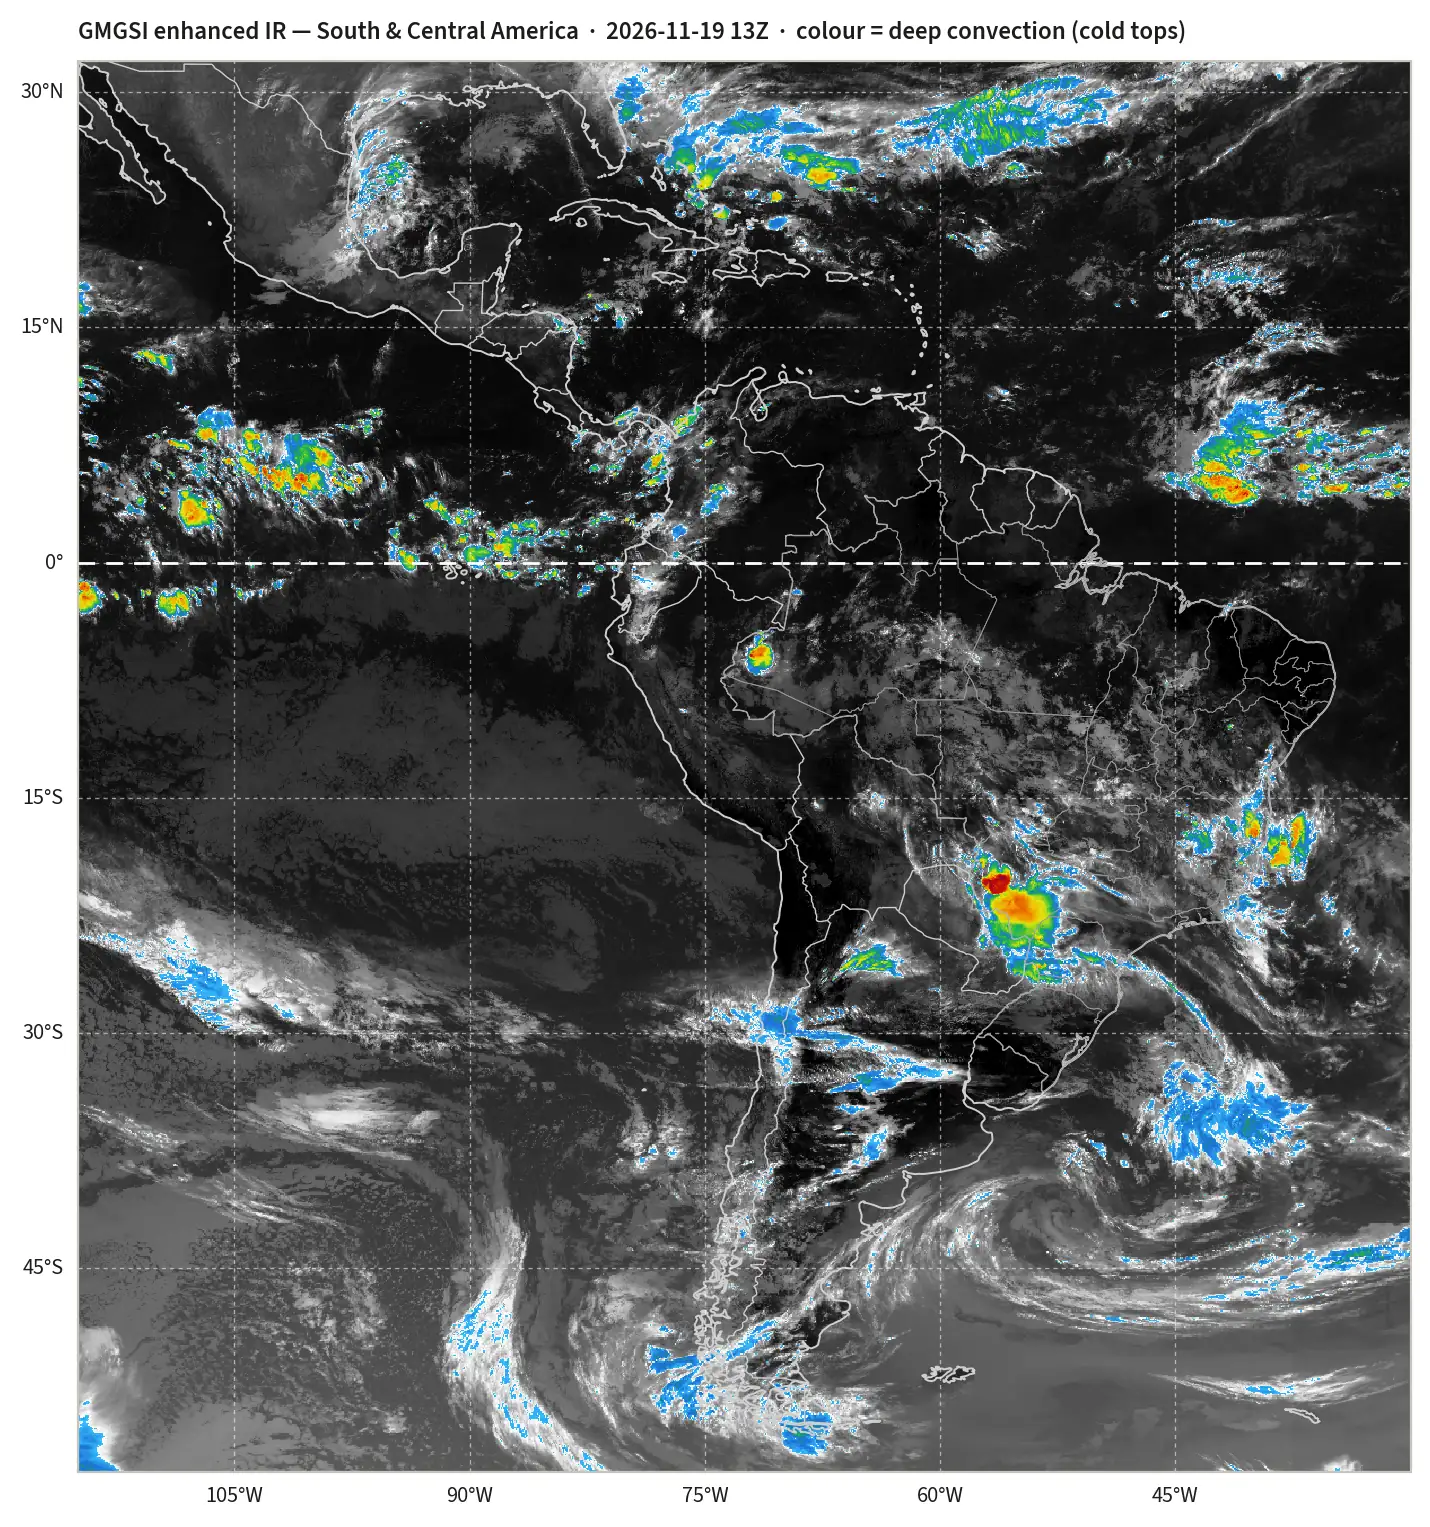 GMGSI enhanced IR — South & Central America · 2026-11-19 13Z · colour = deep convection (cold tops)
30°N
15°N
0°
15°S
30°S
45°S
105°W
90°W
75°W
60°W
45°W